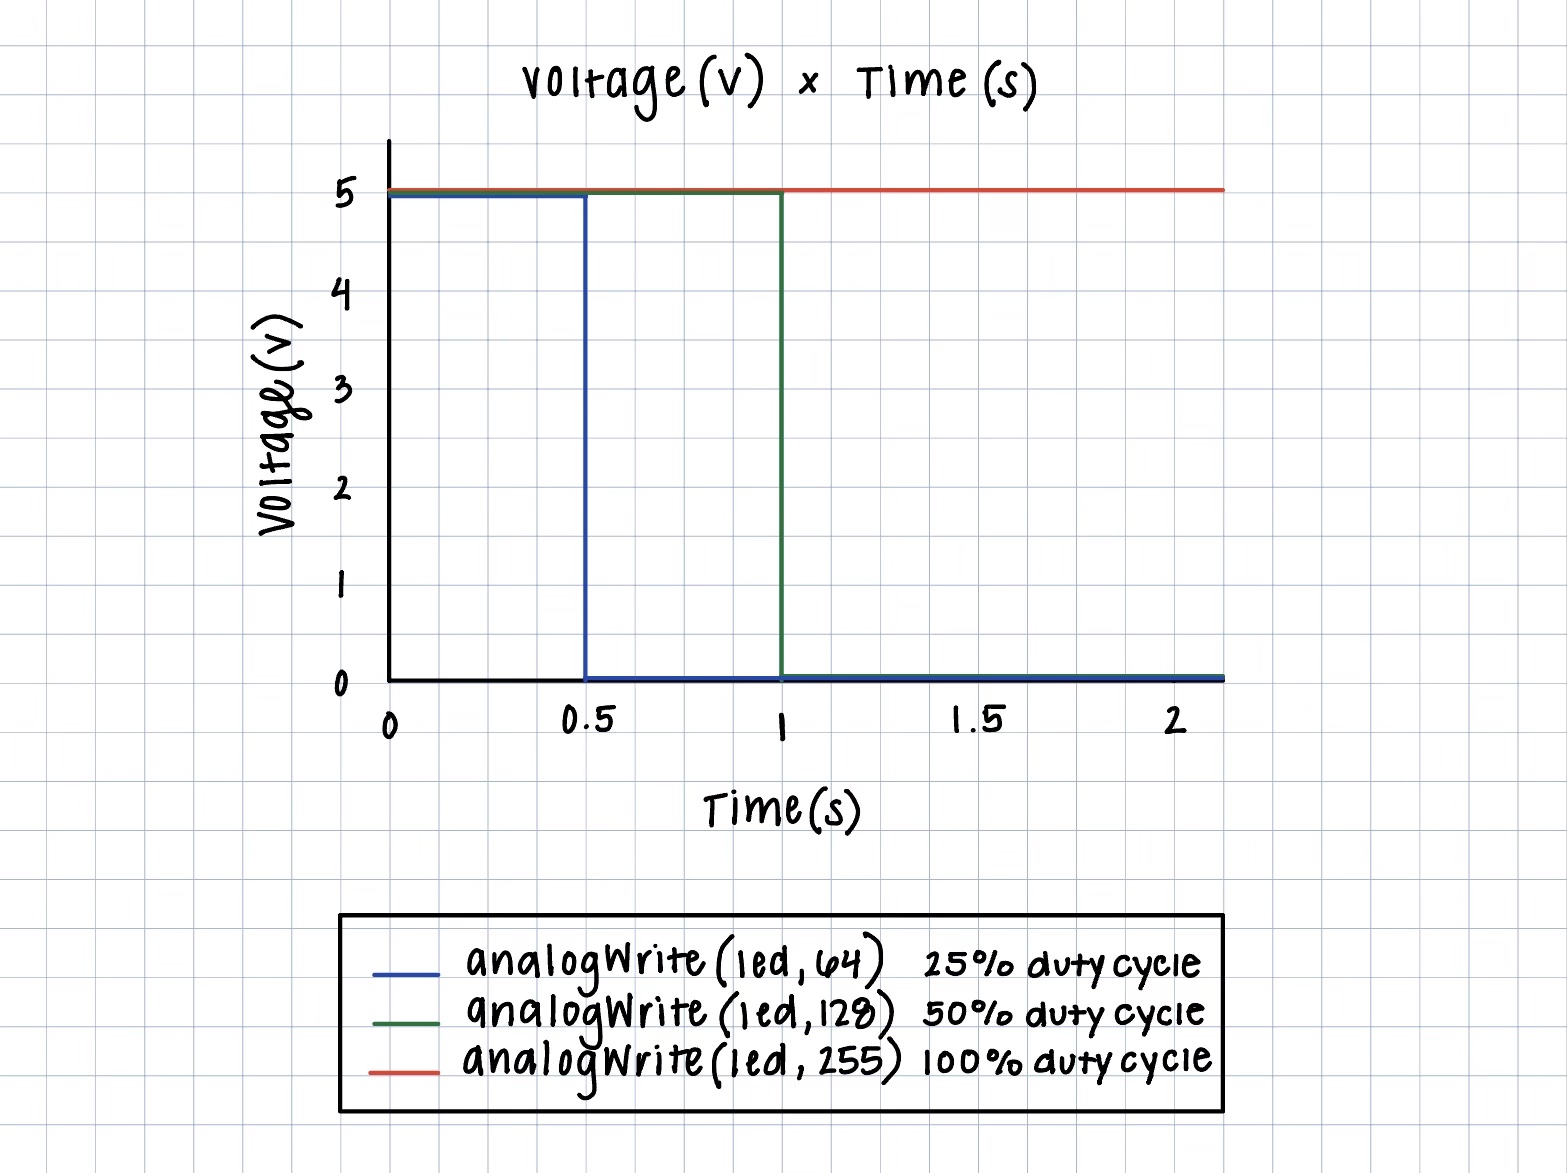 Voltage (V) x Time (s)
5
4
3
2
1
0
Voltage (V)
0 0.5 1 1.5 2
Time (s)
analogWrite (led, 64) 25% duty cycle
analogWrite (led, 128) 50% duty cycle
analogWrite (led, 255) 100% duty cycle